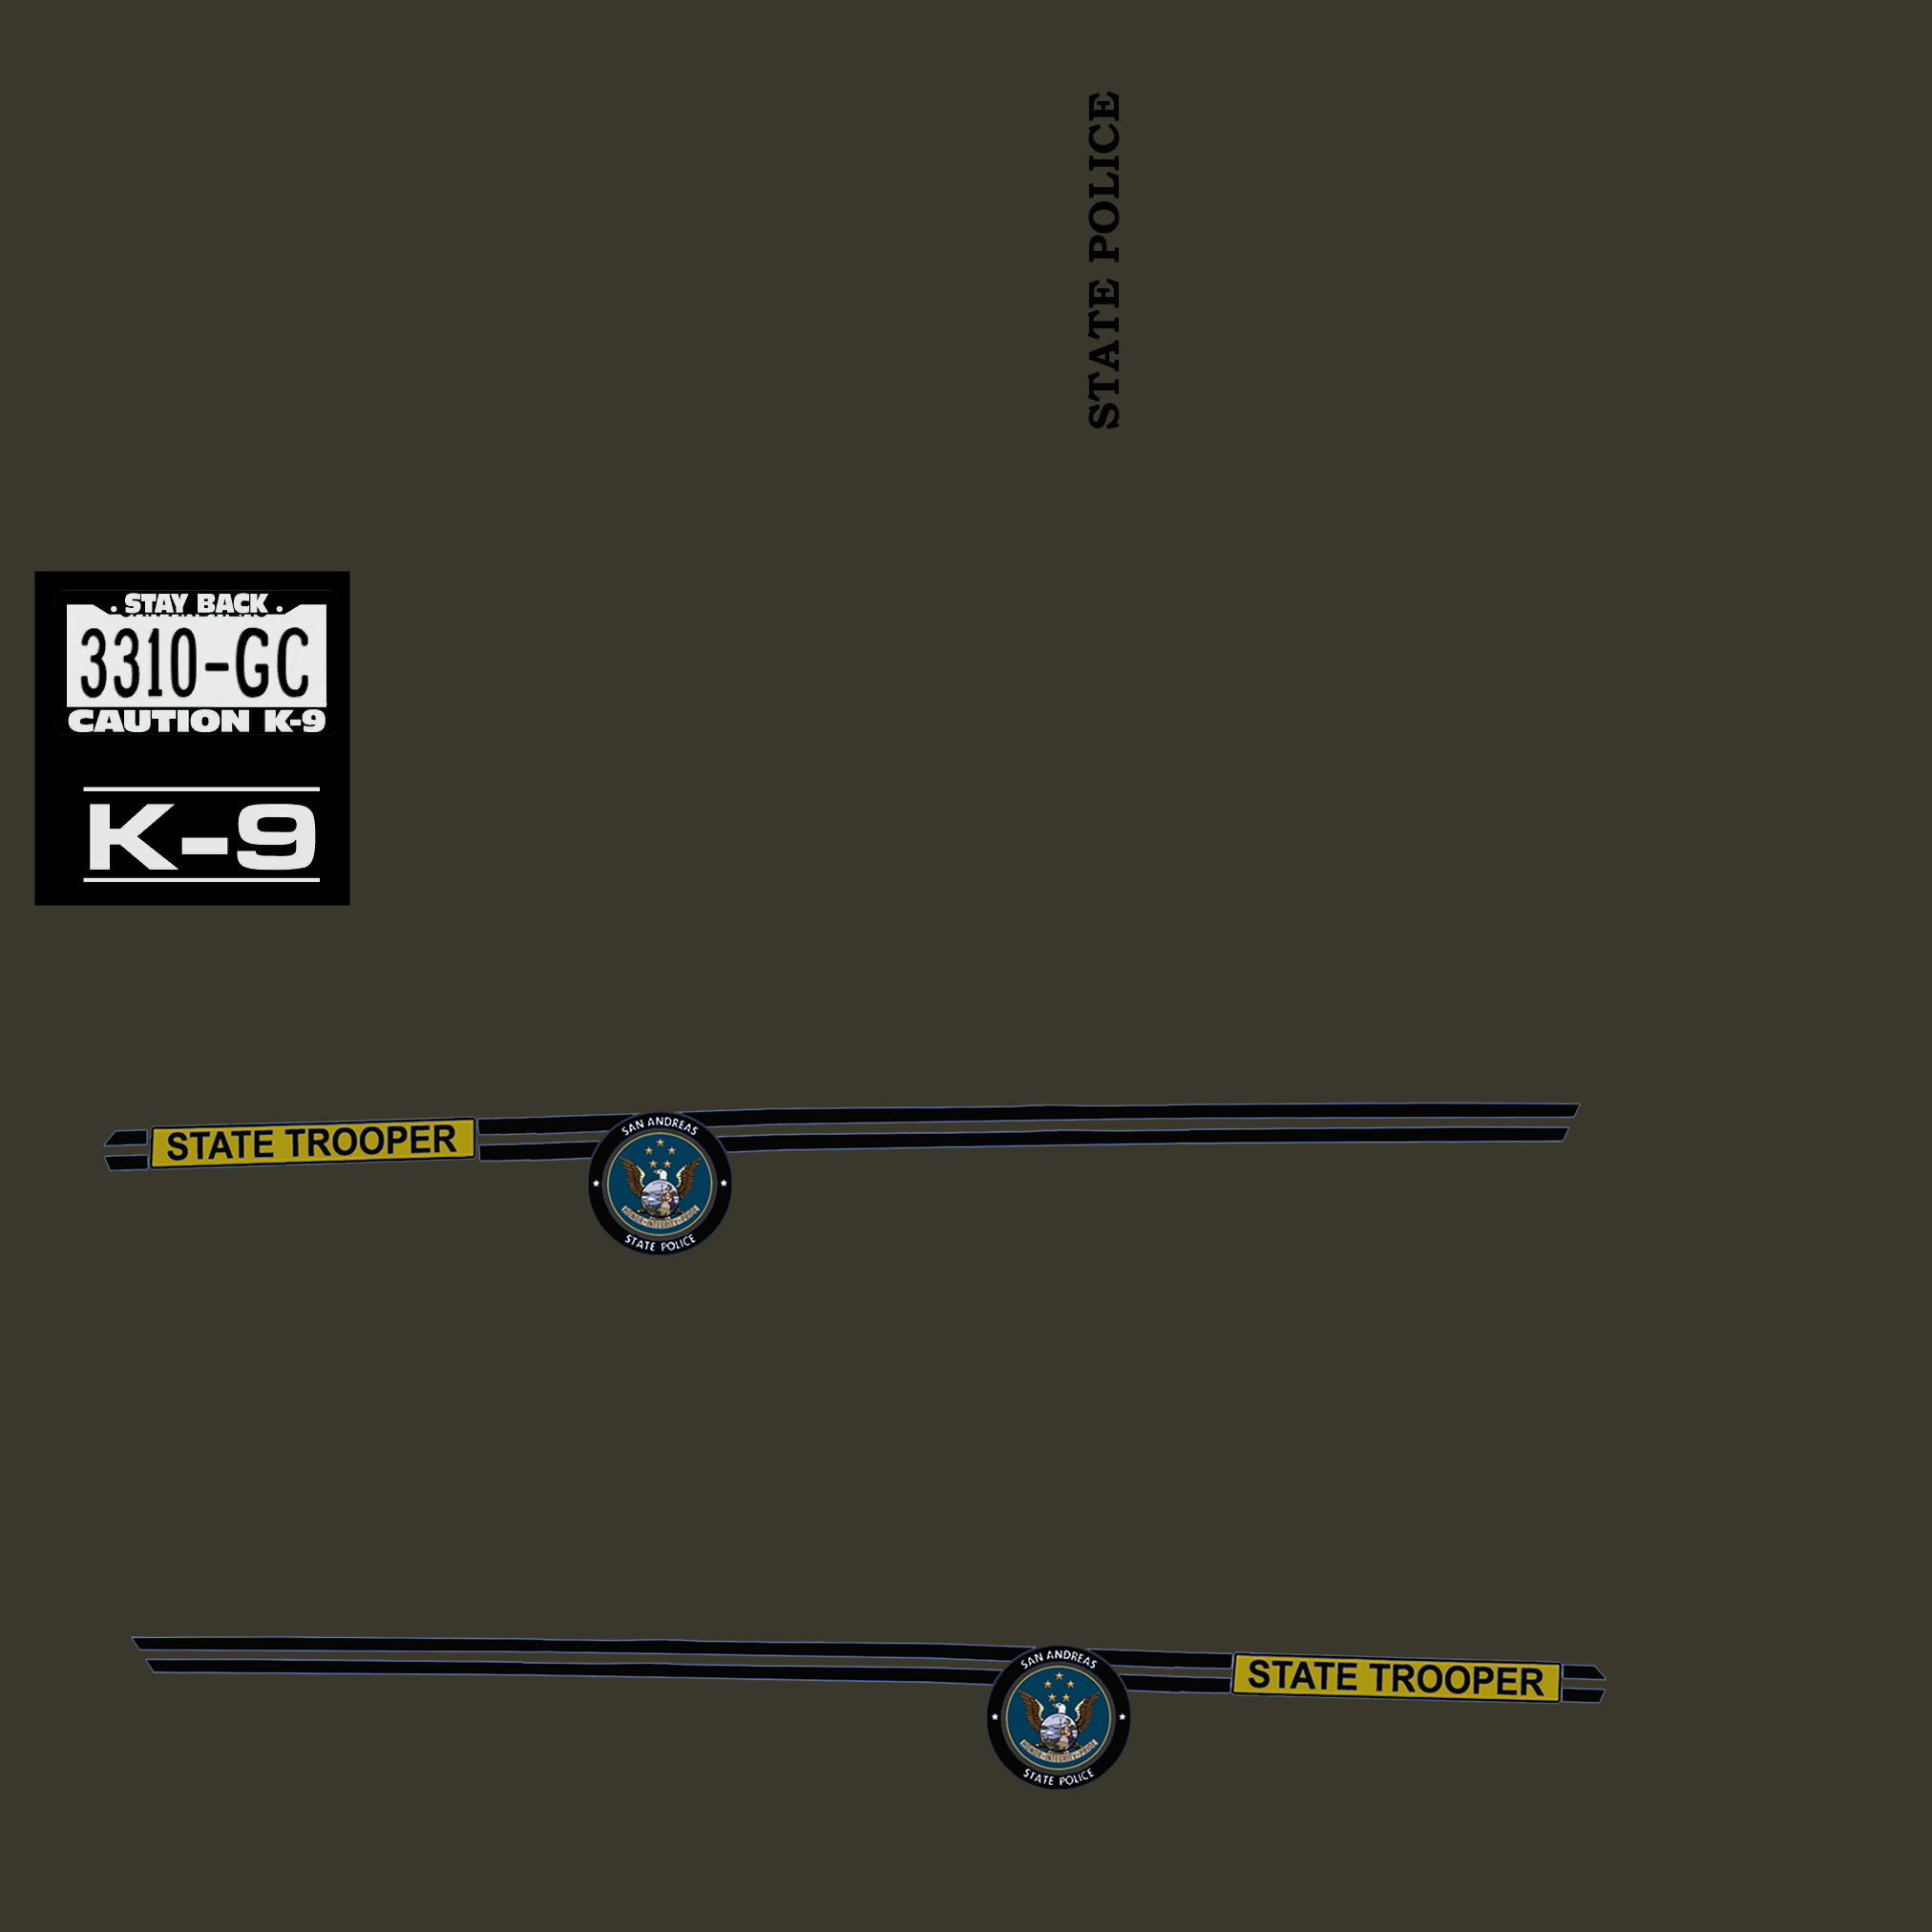 STATE POLICE
STAY BACK
3310-GC
CAUTION K-9
K-9
STATE TROOPER
SAN ANDREAS
STATE POLICE
SAN ANDREAS
STATE POLICE
STATE TROOPER